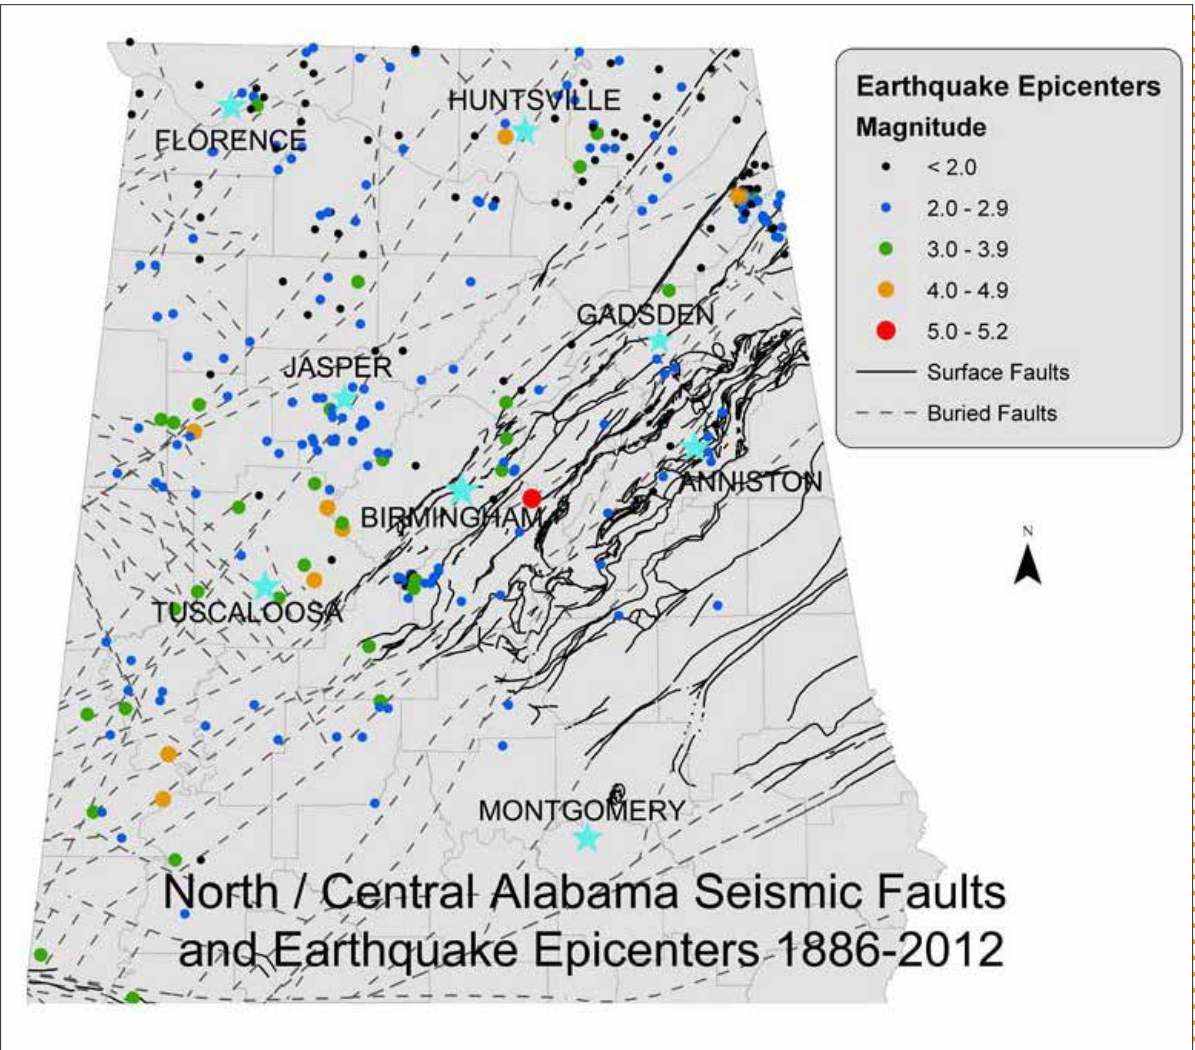 HUNTSVILLE
FLORENCE
GADSDEN
JASPER
ANNISTON
BIRMINGHAM
TUSCALOOSA
MONTGOMERY
North / Central Alabama Seismic Faults
and Earthquake Epicenters 1886-2012
Earthquake Epicenters
Magnitude
< 2.0
2.0 - 2.9
3.0 - 3.9
4.0 - 4.9
5.0 - 5.2
Surface Faults
Buried Faults
N